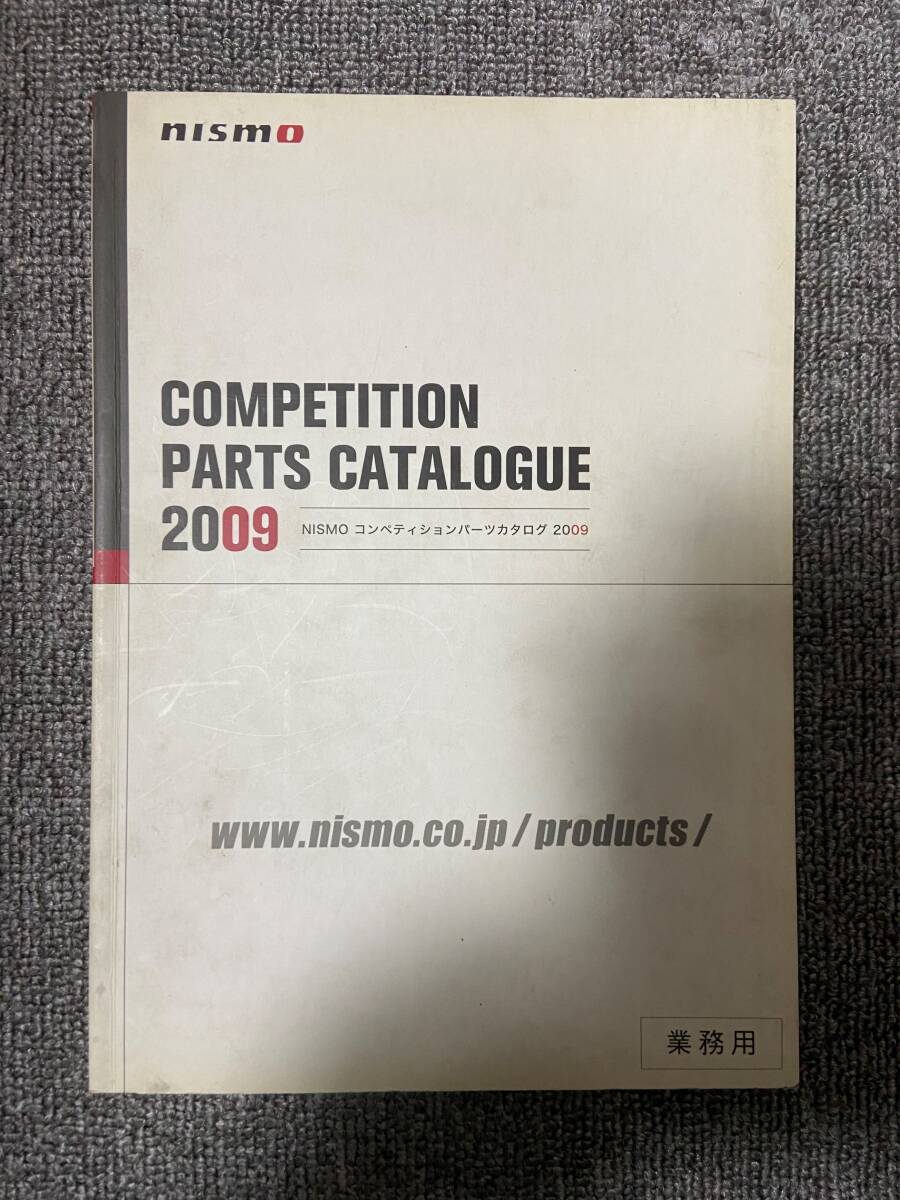 nismo
COMPETITION
PARTS CATALOGUE
2009 NISMO コンペティションパーツカタログ 2009
www.nismo.co.jp/products/
業務用